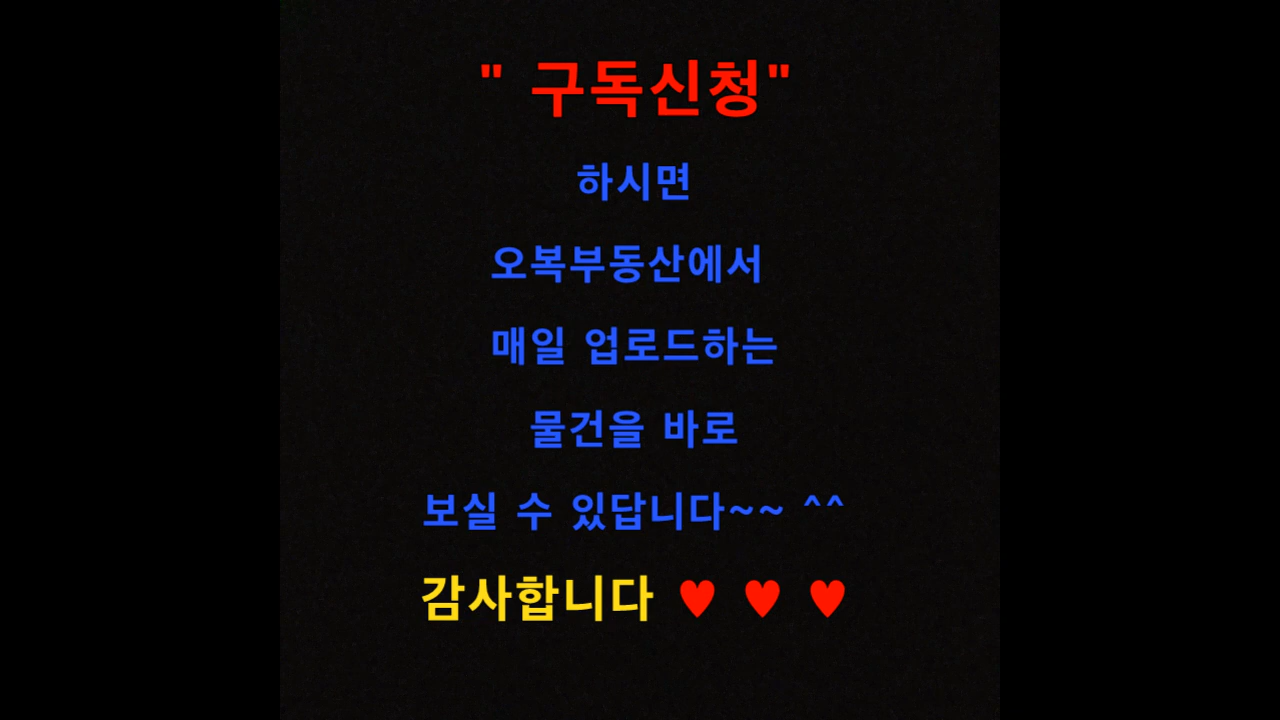 " 구독신청"
하시면
오복부동산에서
매일 업로드하는
물건을 바로
보실 수 있답니다~~ ^^
감사합니다 ♥ ♥ ♥